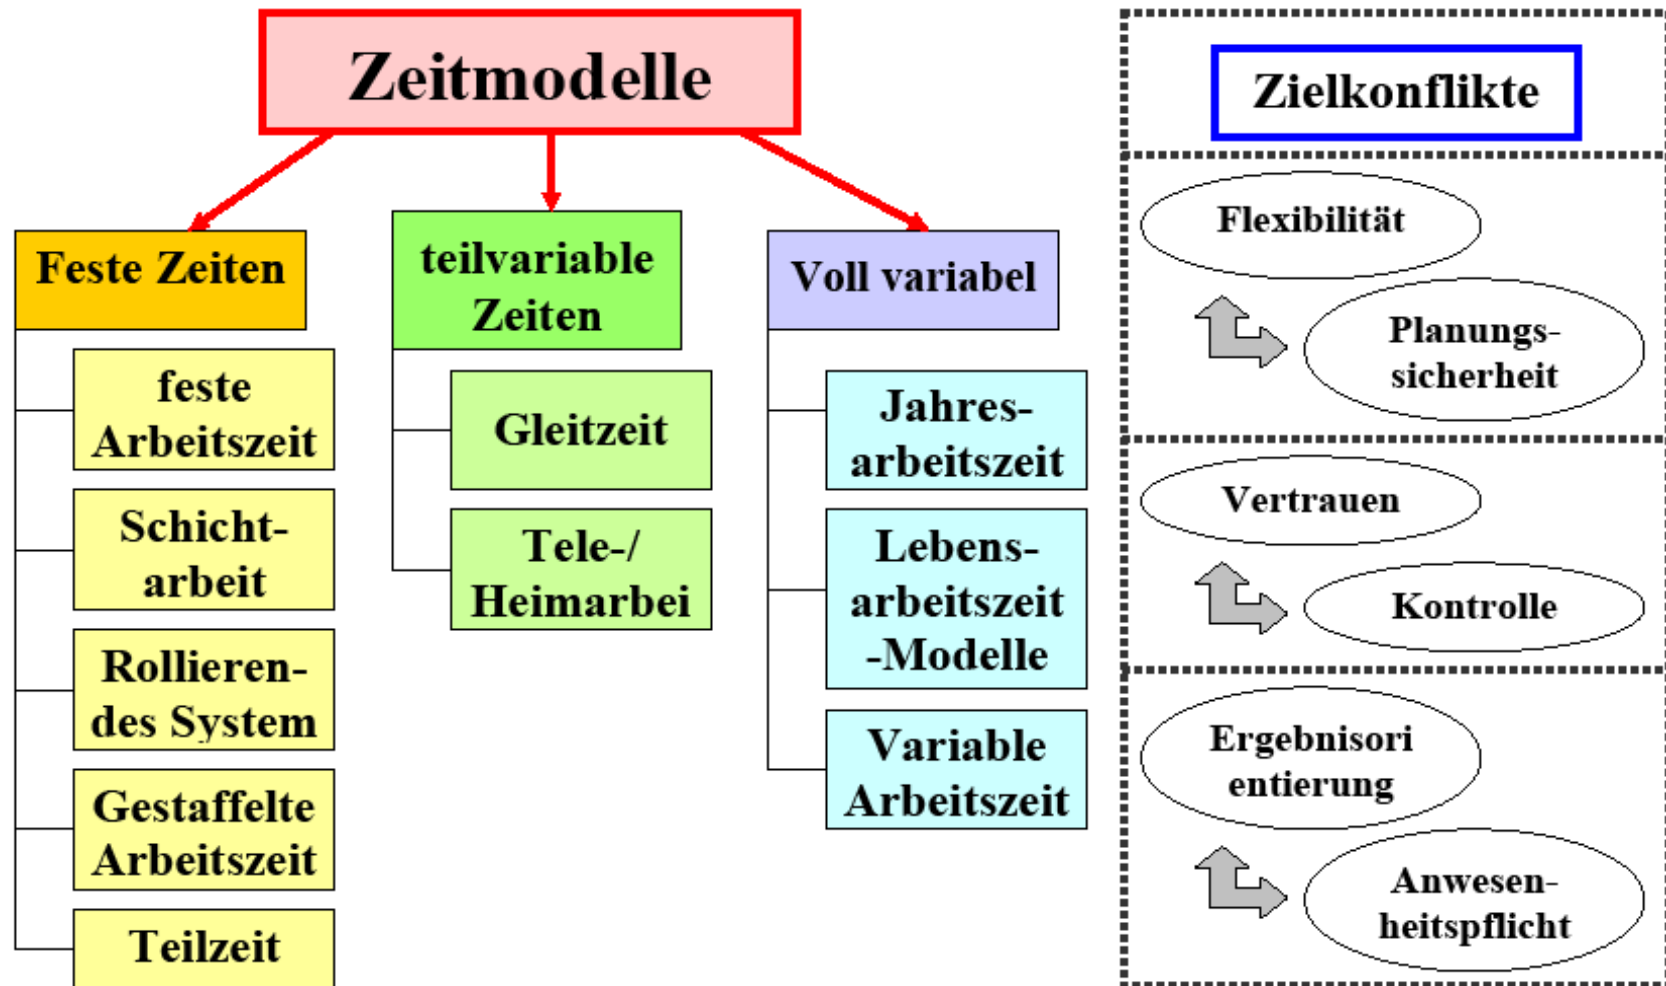 Zeitmodelle
Feste Zeiten
feste
Arbeitszeit
Schicht-
arbeit
Rollieren-
des System
Gestaffelte
Arbeitszeit
Teilzeit
teilvariable
Zeiten
Gleitzeit
Tele-/
Heimarbei
Voll variabel
Jahres-
arbeitszeit
Lebens-
arbeitszeit
-Modelle
Variable
Arbeitszeit
Zielkonflikte
Flexibilität
Planungs-
sicherheit
Vertrauen
Kontrolle
Ergebnisori
entierung
Anwesen-
heitspflicht